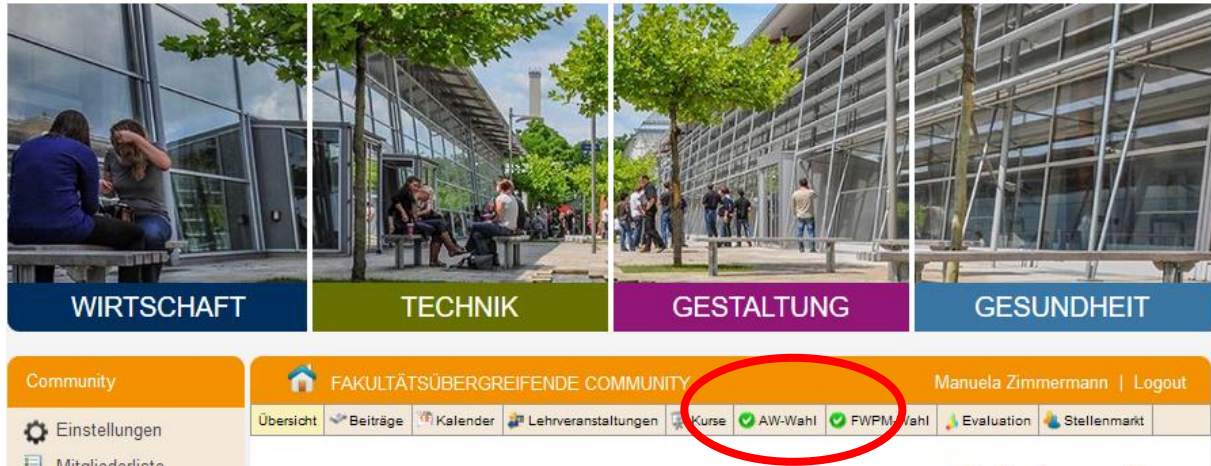 WIRTSCHAFT
TECHNIK
GESTALTUNG
GESUNDHEIT
Community
FAKULTÄTSÜBERGREIFENDE COMMUNITY
Manuela Zimmermann | Logout
Übersicht Beiträge Kalender Lehrveranstaltungen Kurse AW-Wahl FWPM-Wahl Evaluation Stellenmarkt
Einstellungen
Mitgliederliste